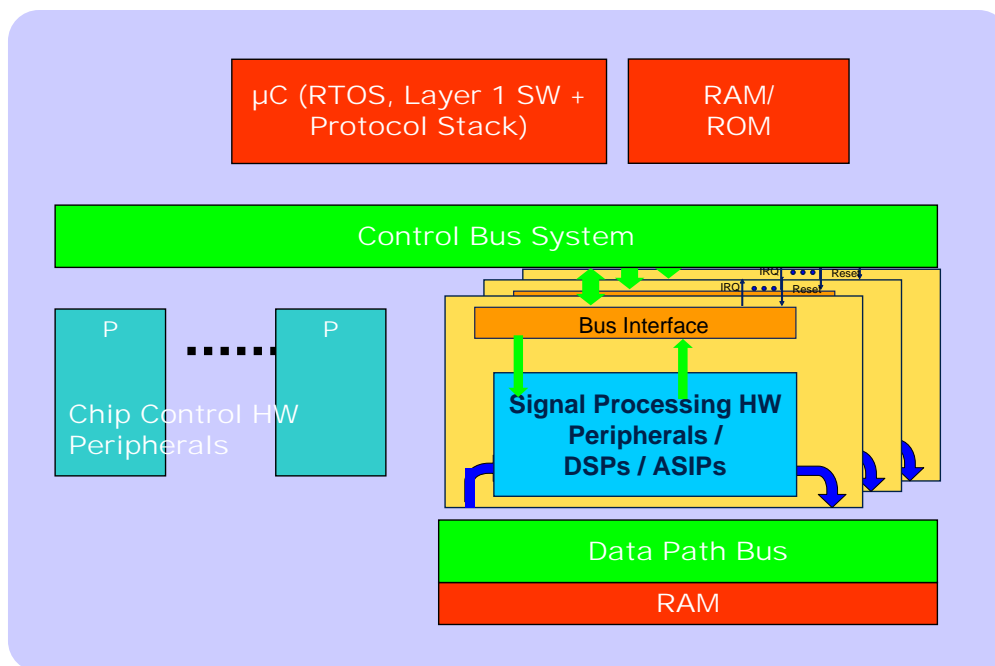 µC (RTOS, Layer 1 SW +
Protocol Stack)
RAM/
ROM
Control Bus System
IRQ
Reset
IRQ
Reset
Bus Interface
P
P
Chip Control HW
Peripherals
Signal Processing HW
Peripherals /
DSPs / ASIPs
Data Path Bus
RAM